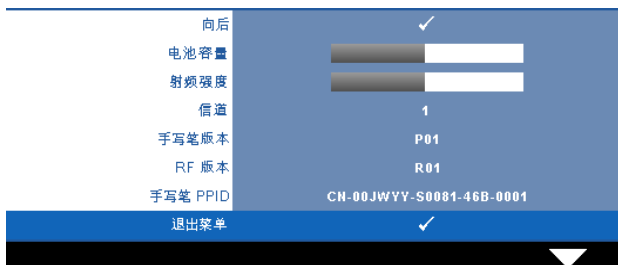 向后 ✓
电池容量
射频强度
信道 1
手写笔版本 P01
RF 版本 R01
手写笔 PPID CN-00JWYY-S0081-46B-0001
退出菜单 ✓